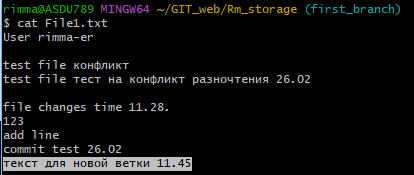 rimma@ASDU789 MINGW64 ~/GIT_web/Rm_storage (first_branch)
$ cat File1.txt
User rimma-er
test file конфликт
test file тест на конфликт разночтения 26.02
file changes time 11.28.
123
add line
commit test 26.02
текст для новой ветки 11.45